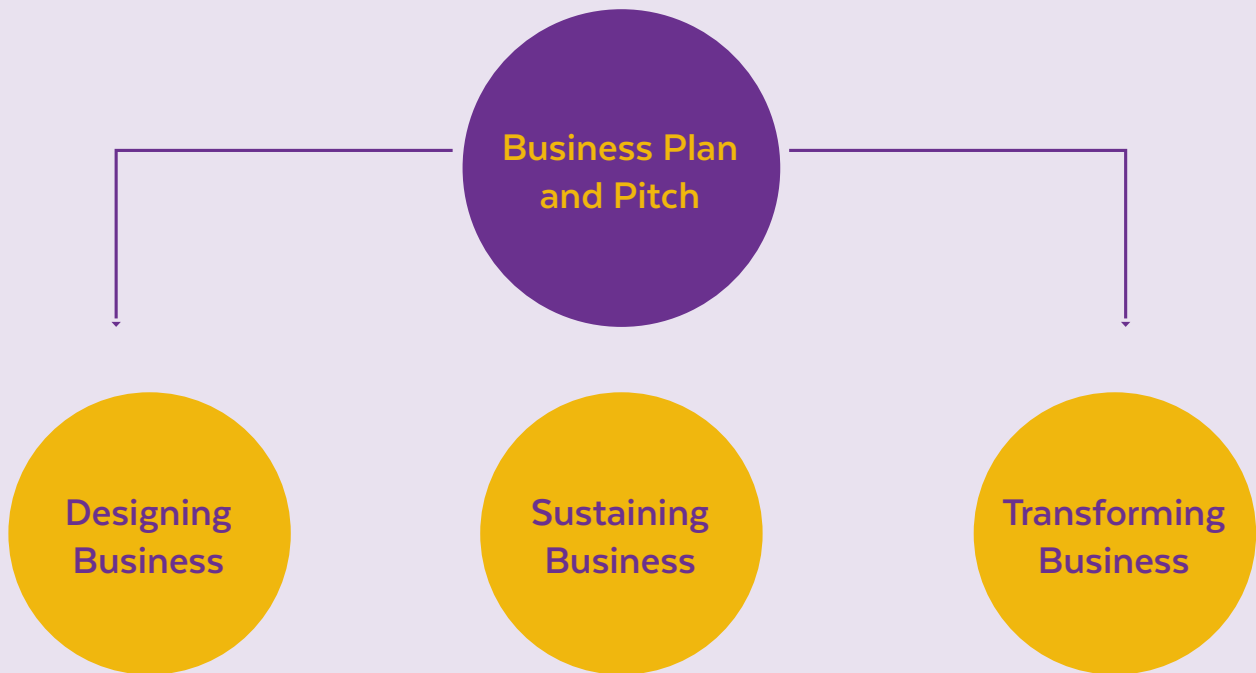 Business Plan
and Pitch
Designing
Business
Sustaining
Business
Transforming
Business